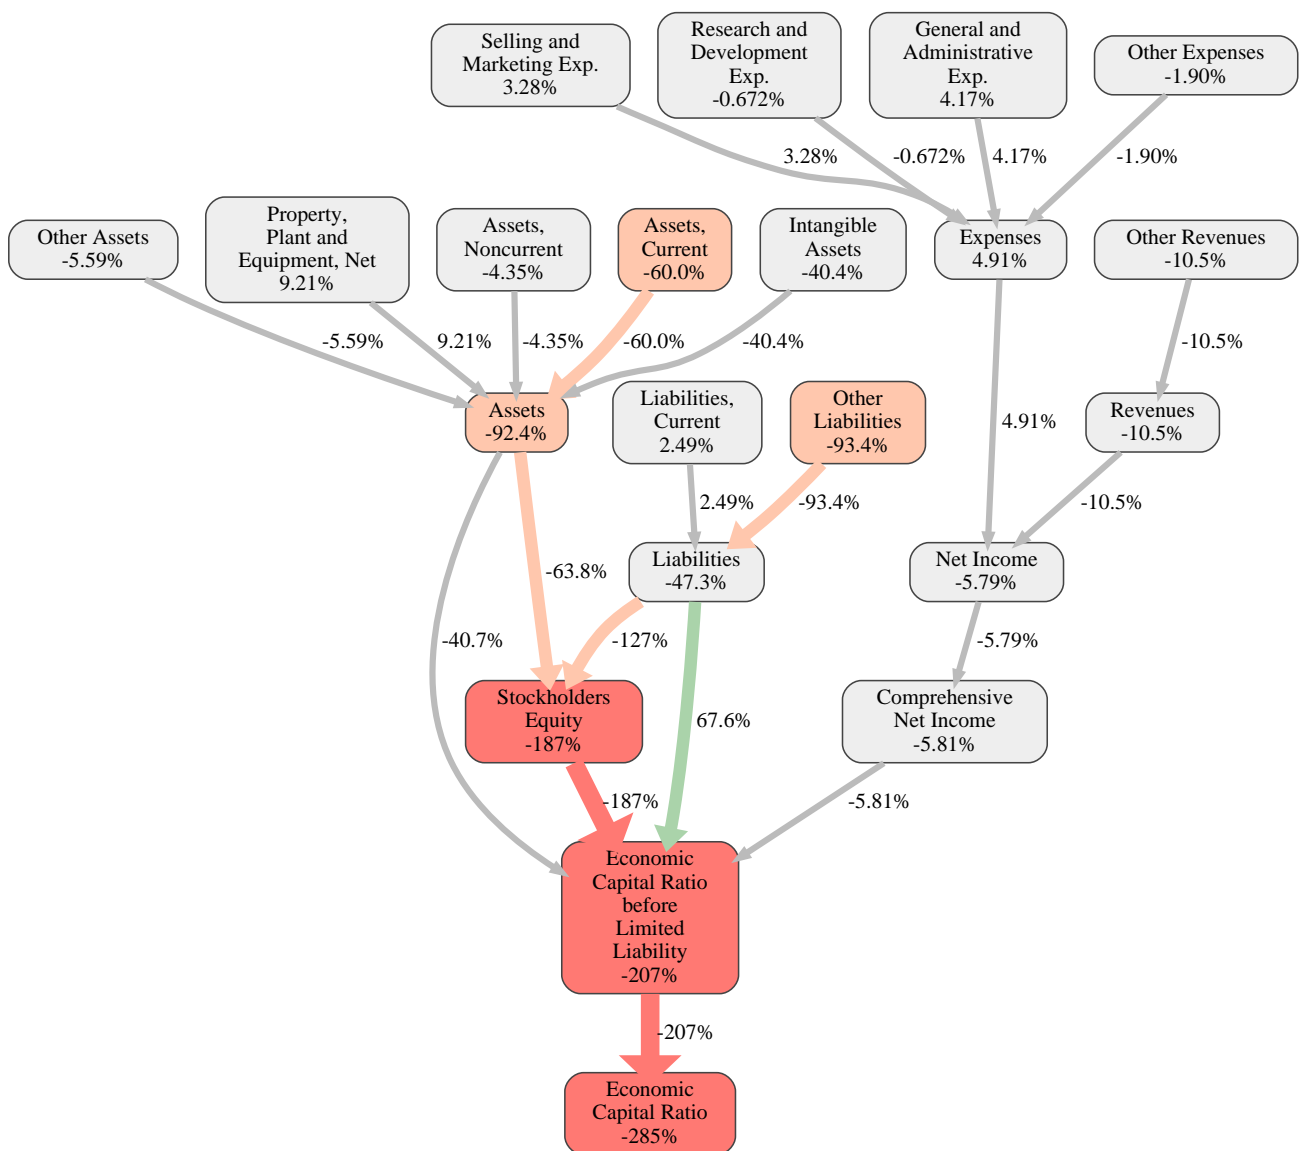 Selling and
Marketing Exp.
3.28%
Research and
Development
Exp.
-0.672%
General and
Administrative
Exp.
4.17%
Other Expenses
-1.90%
3.28%
-0.672%
4.17%
-1.90%
Other Assets
-5.59%
Property,
Plant and
Equipment, Net
9.21%
Assets,
Noncurrent
-4.35%
Assets,
Current
-60.0%
Intangible
Assets
-40.4%
Expenses
4.91%
Other Revenues
-10.5%
-5.59%
9.21%
-4.35%
-60.0%
-40.4%
-10.5%
Assets
-92.4%
Liabilities,
Current
2.49%
Other
Liabilities
-93.4%
4.91%
Revenues
-10.5%
2.49%
-93.4%
-10.5%
-63.8%
Liabilities
-47.3%
Net Income
-5.79%
-40.7%
-127%
-5.79%
Stockholders
Equity
-187%
67.6%
Comprehensive
Net Income
-5.81%
-187%
-5.81%
Economic
Capital Ratio
before
Limited
Liability
-207%
-207%
Economic
Capital Ratio
-285%